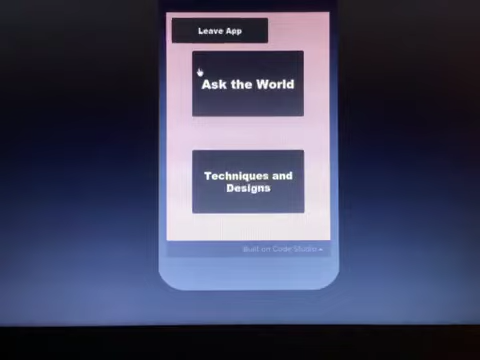 Leave App
Ask the World
Techniques and
Designs
Built on Code Studio